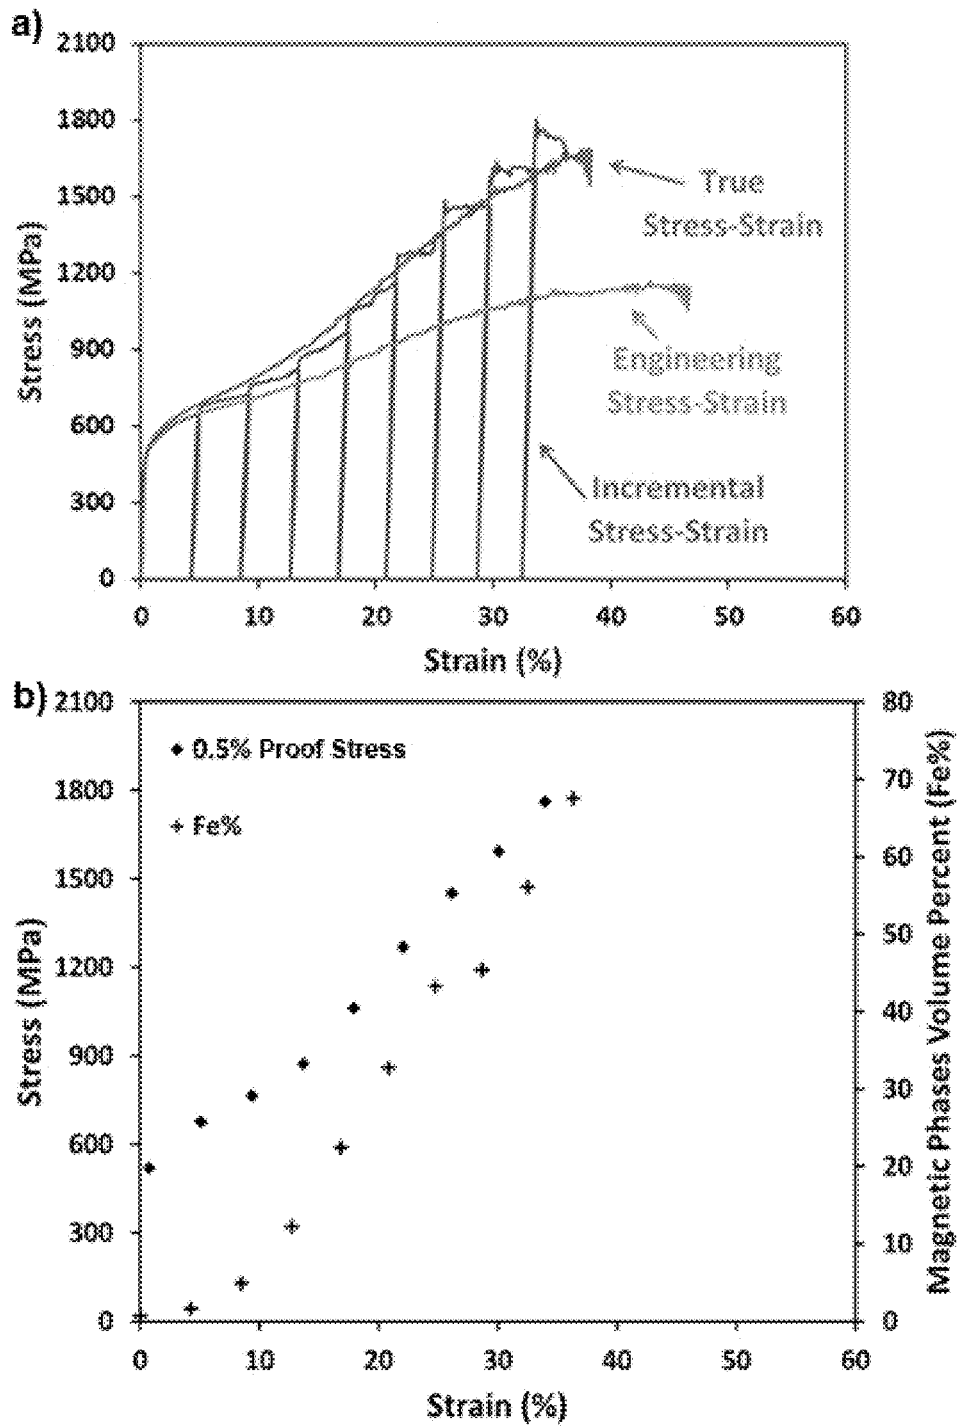 a)
2100
1800
1500
1200
900
600
300
0
Stress (MPa)
True
Stress-Strain
Engineering
Stress-Strain
Incremental
Stress-Strain
0 10 20 30 40 50 60
Strain (%)
b)
2100
1800
1500
1200
900
600
300
0
Stress (MPa)
0.5% Proof Stress
Fe%
80
70
60
50
40
30
20
10
0
Magnetic Phases Volume Percent (Fe%)
0 10 20 30 40 50 60
Strain (%)